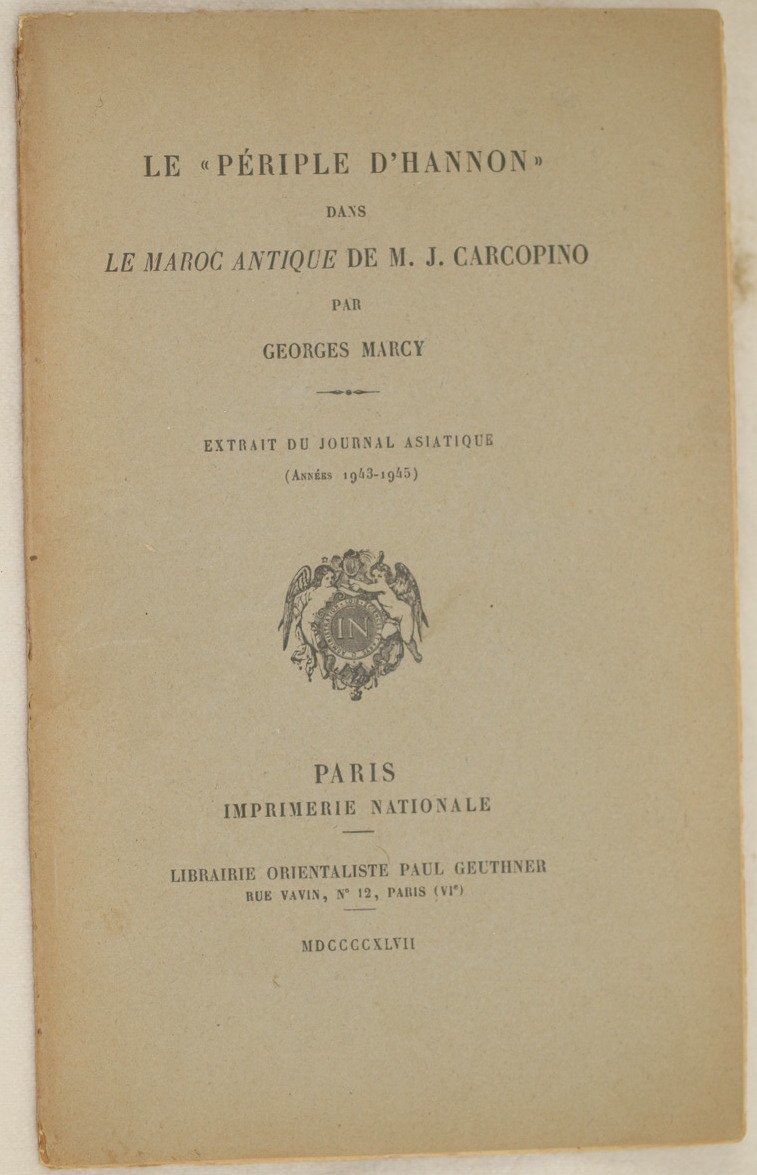 LE « PÉRIPLE D'HANNON »
DANS
LE MAROC ANTIQUE DE M. J. CARCOPINO
PAR
GEORGES MARCY
EXTRAIT DU JOURNAL ASIATIQUE
(ANNÉES 1943-1945)
IN
PARIS
IMPRIMERIE NATIONALE
LIBRAIRIE ORIENTALISTE PAUL GEUTHNER
RUE VAVIN, N° 12, PARIS (VIe)
MDCCCCXLVII